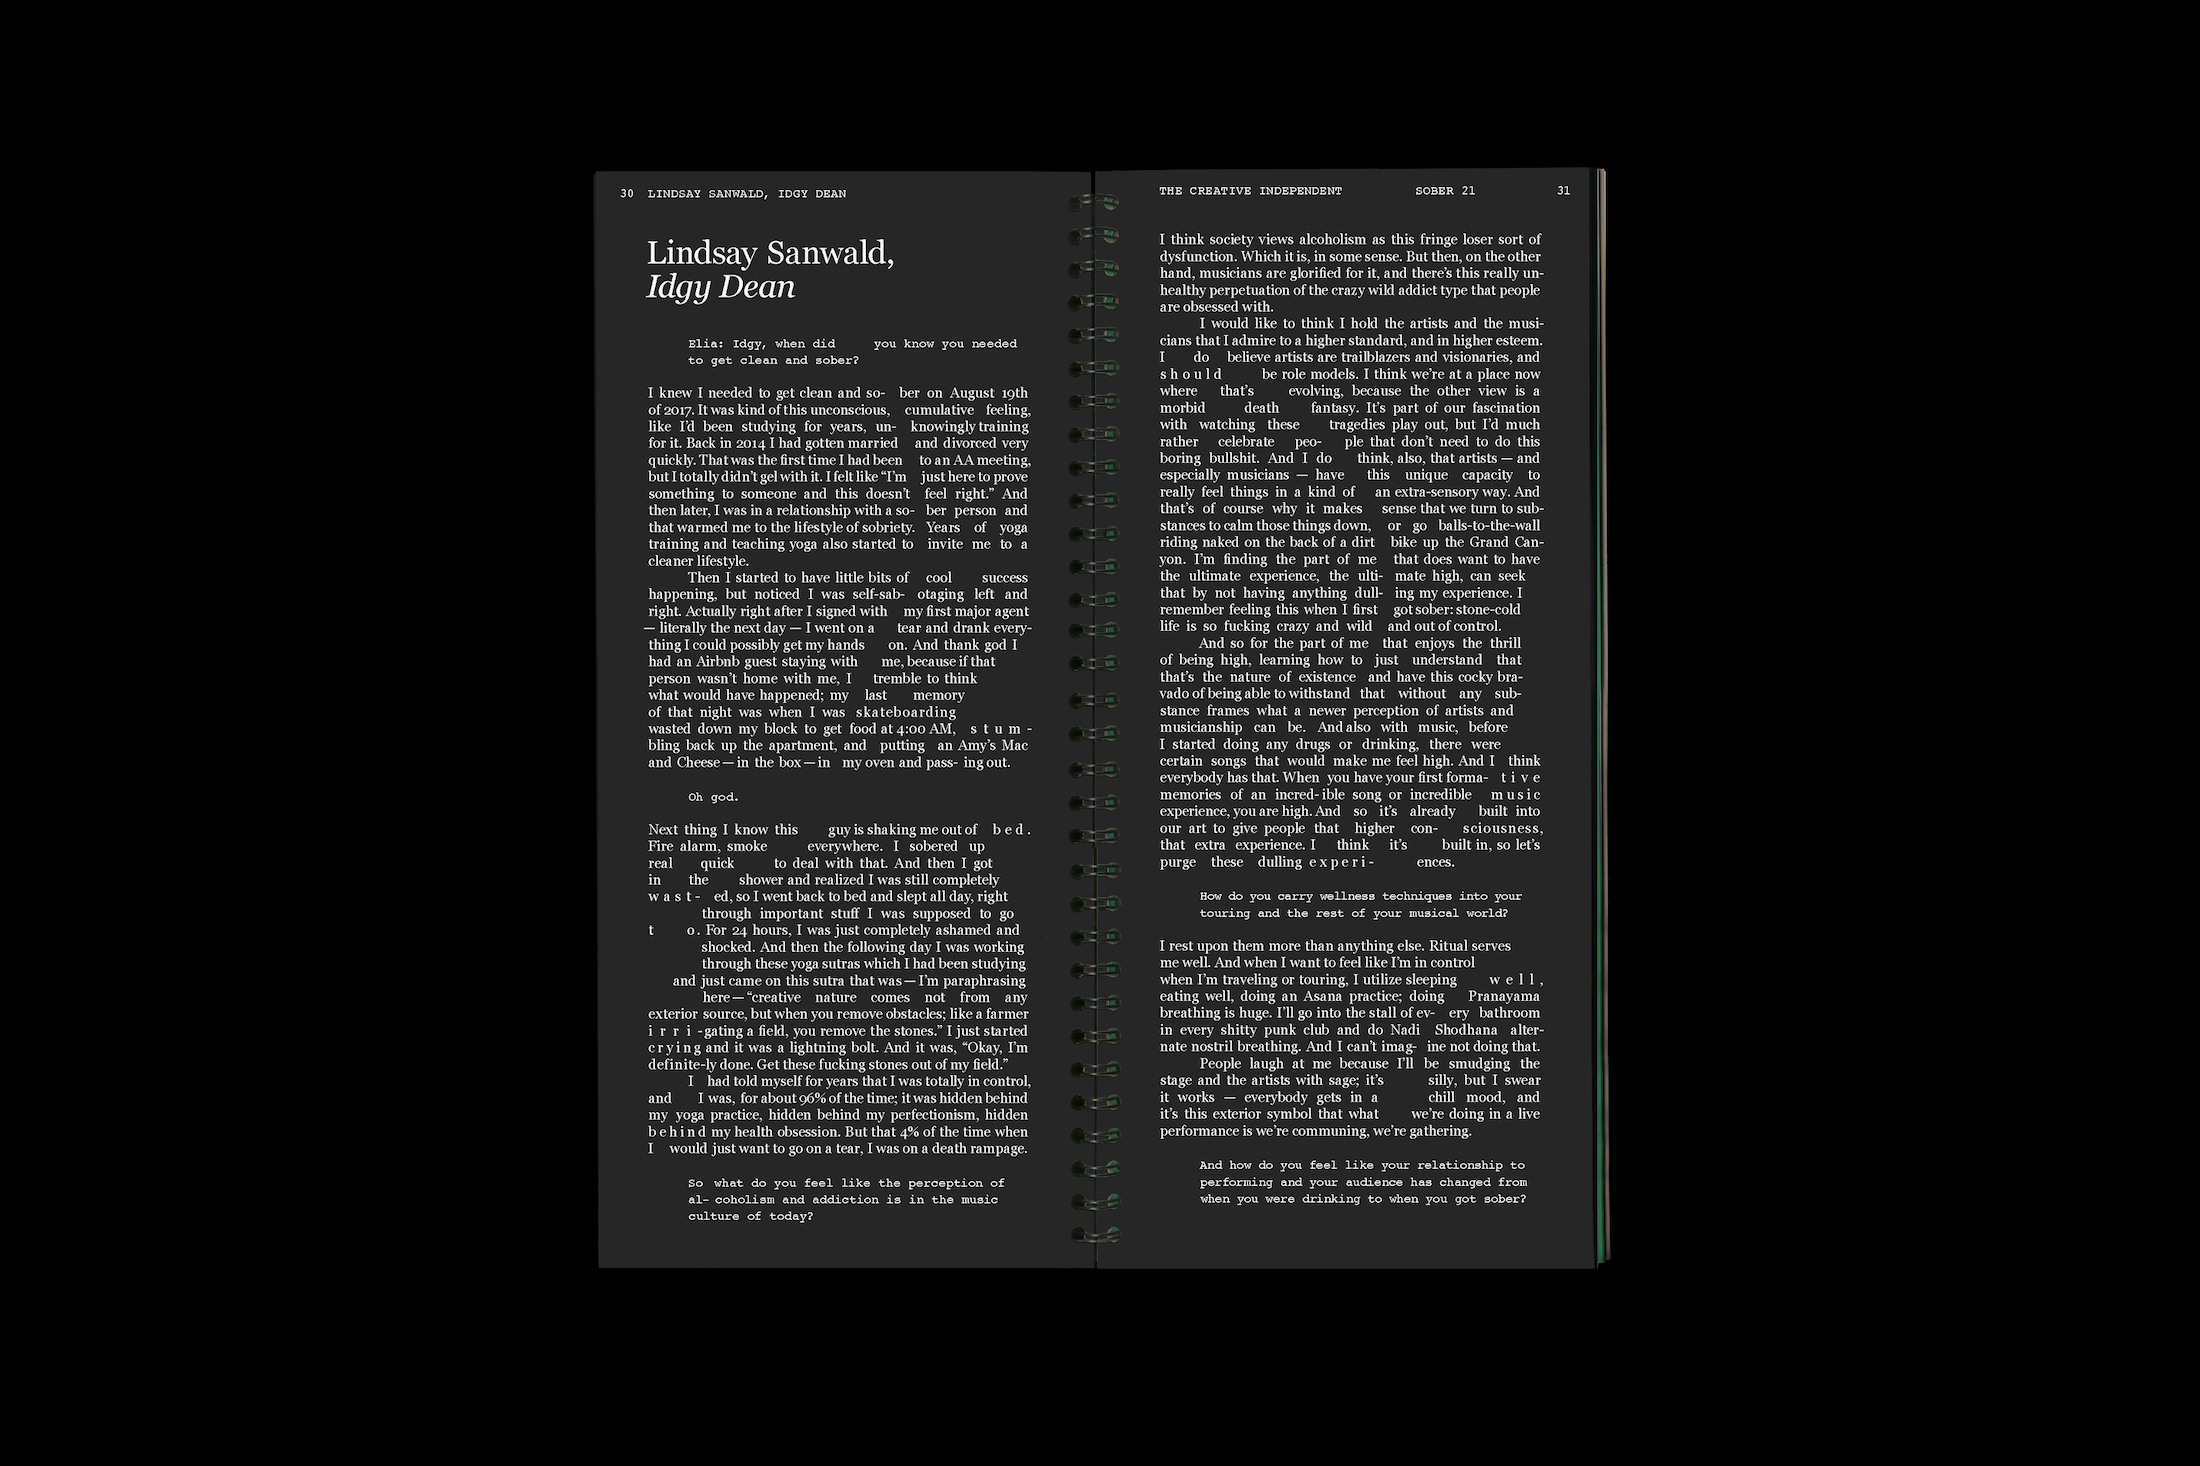 30 LINDSAY SANWALD, IDGY DEAN
Lindsay Sanwald,
Idgy Dean
Elia: Idgy, when did you know you needed
to get clean and sober?
I knew I needed to get clean and so- ber on August 19th
of 2017. It was kind of this unconscious, cumulative feeling,
like I’d been studying for years, un- knowingly training
for it. Back in 2014 I had gotten married and divorced very
quickly. That was the first time I had been to an AA meeting,
but I totally didn’t gel with it. I felt like “I’m just here to prove
something to someone and this doesn’t feel right.” And
then later, I was in a relationship with a so- ber person and
that warmed me to the lifestyle of sobriety. Years of yoga
training and teaching yoga also started to invite me to a
cleaner lifestyle.
Then I started to have little bits of cool success
happening, but noticed I was self-sab- otaging left and
right. Actually right after I signed with my first major agent
— literally the next day — I went on a tear and drank every-
thing I could possibly get my hands on. And thank god I
had an Airbnb guest staying with me, because if that
person wasn’t home with me, I tremble to think
what would have happened; my last memory
of that night was when I was skateboarding
wasted down my block to get food at 4:00 AM, stum-
bling back up the apartment, and putting an Amy’s Mac
and Cheese — in the box — in my oven and pass- ing out.
Oh god.
Next thing I know this guy is shaking me out of bed.
Fire alarm, smoke everywhere. I sobered up
real quick to deal with that. And then I got
in the shower and realized I was still completely
wast- ed, so I went back to bed and slept all day, right
through important stuff I was supposed to go
t o. For 24 hours, I was just completely ashamed and
shocked. And then the following day I was working
through these yoga sutras which I had been studying
and just came on this sutra that was — I’m paraphrasing
here — “creative nature comes not from any
exterior source, but when you remove obstacles; like a farmer
irri-gating a field, you remove the stones.” I just started
crying and it was a lightning bolt. And it was, “Okay, I’m
definite-ly done. Get these fucking stones out of my field.”
I had told myself for years that I was totally in control,
and I was, for about 96% of the time; it was hidden behind
my yoga practice, hidden behind my perfectionism, hidden
behind my health obsession. But that 4% of the time when
I would just want to go on a tear, I was on a death rampage.
So what do you feel like the perception of
al- coholism and addiction is in the music
culture of today?
THE CREATIVE INDEPENDENT SOBER 21 31
I think society views alcoholism as this fringe loser sort of
dysfunction. Which it is, in some sense. But then, on the other
hand, musicians are glorified for it, and there’s this really un-
healthy perpetuation of the crazy wild addict type that people
are obsessed with.
I would like to think I hold the artists and the musi-
cians that I admire to a higher standard, and in higher esteem.
I do believe artists are trailblazers and visionaries, and
should be role models. I think we’re at a place now
where that’s evolving, because the other view is a
morbid death fantasy. It’s part of our fascination
with watching these tragedies play out, but I’d much
rather celebrate peo- ple that don’t need to do this
boring bullshit. And I do think, also, that artists — and
especially musicians — have this unique capacity to
really feel things in a kind of an extra-sensory way. And
that’s of course why it makes sense that we turn to sub-
stances to calm those things down, or go balls-to-the-wall
riding naked on the back of a dirt bike up the Grand Can-
yon. I’m finding the part of me that does want to have
the ultimate experience, the ulti- mate high, can seek
that by not having anything dull- ing my experience. I
remember feeling this when I first got sober: stone-cold
life is so fucking crazy and wild and out of control.
And so for the part of me that enjoys the thrill
of being high, learning how to just understand that
that’s the nature of existence and have this cocky bra-
vado of being able to withstand that without any sub-
stance frames what a newer perception of artists and
musicianship can be. And also with music, before
I started doing any drugs or drinking, there were
certain songs that would make me feel high. And I think
everybody has that. When you have your first forma- tive
memories of an incred- ible song or incredible music
experience, you are high. And so it’s already built into
our art to give people that higher con- sciousness,
that extra experience. I think it’s built in, so let’s
purge these dulling experi- ences.
How do you carry wellness techniques into your
touring and the rest of your musical world?
I rest upon them more than anything else. Ritual serves
me well. And when I want to feel like I’m in control
when I’m traveling or touring, I utilize sleeping well,
eating well, doing an Asana practice; doing Pranayama
breathing is huge. I’ll go into the stall of ev- ery bathroom
in every shitty punk club and do Nadi Shodhana alter-
nate nostril breathing. And I can’t imag- ine not doing that.
People laugh at me because I’ll be smudging the
stage and the artists with sage; it’s silly, but I swear
it works — everybody gets in a chill mood, and
it’s this exterior symbol that what we’re doing in a live
performance is we’re communing, we’re gathering.
And how do you feel like your relationship to
performing and your audience has changed from
when you were drinking to when you got sober?